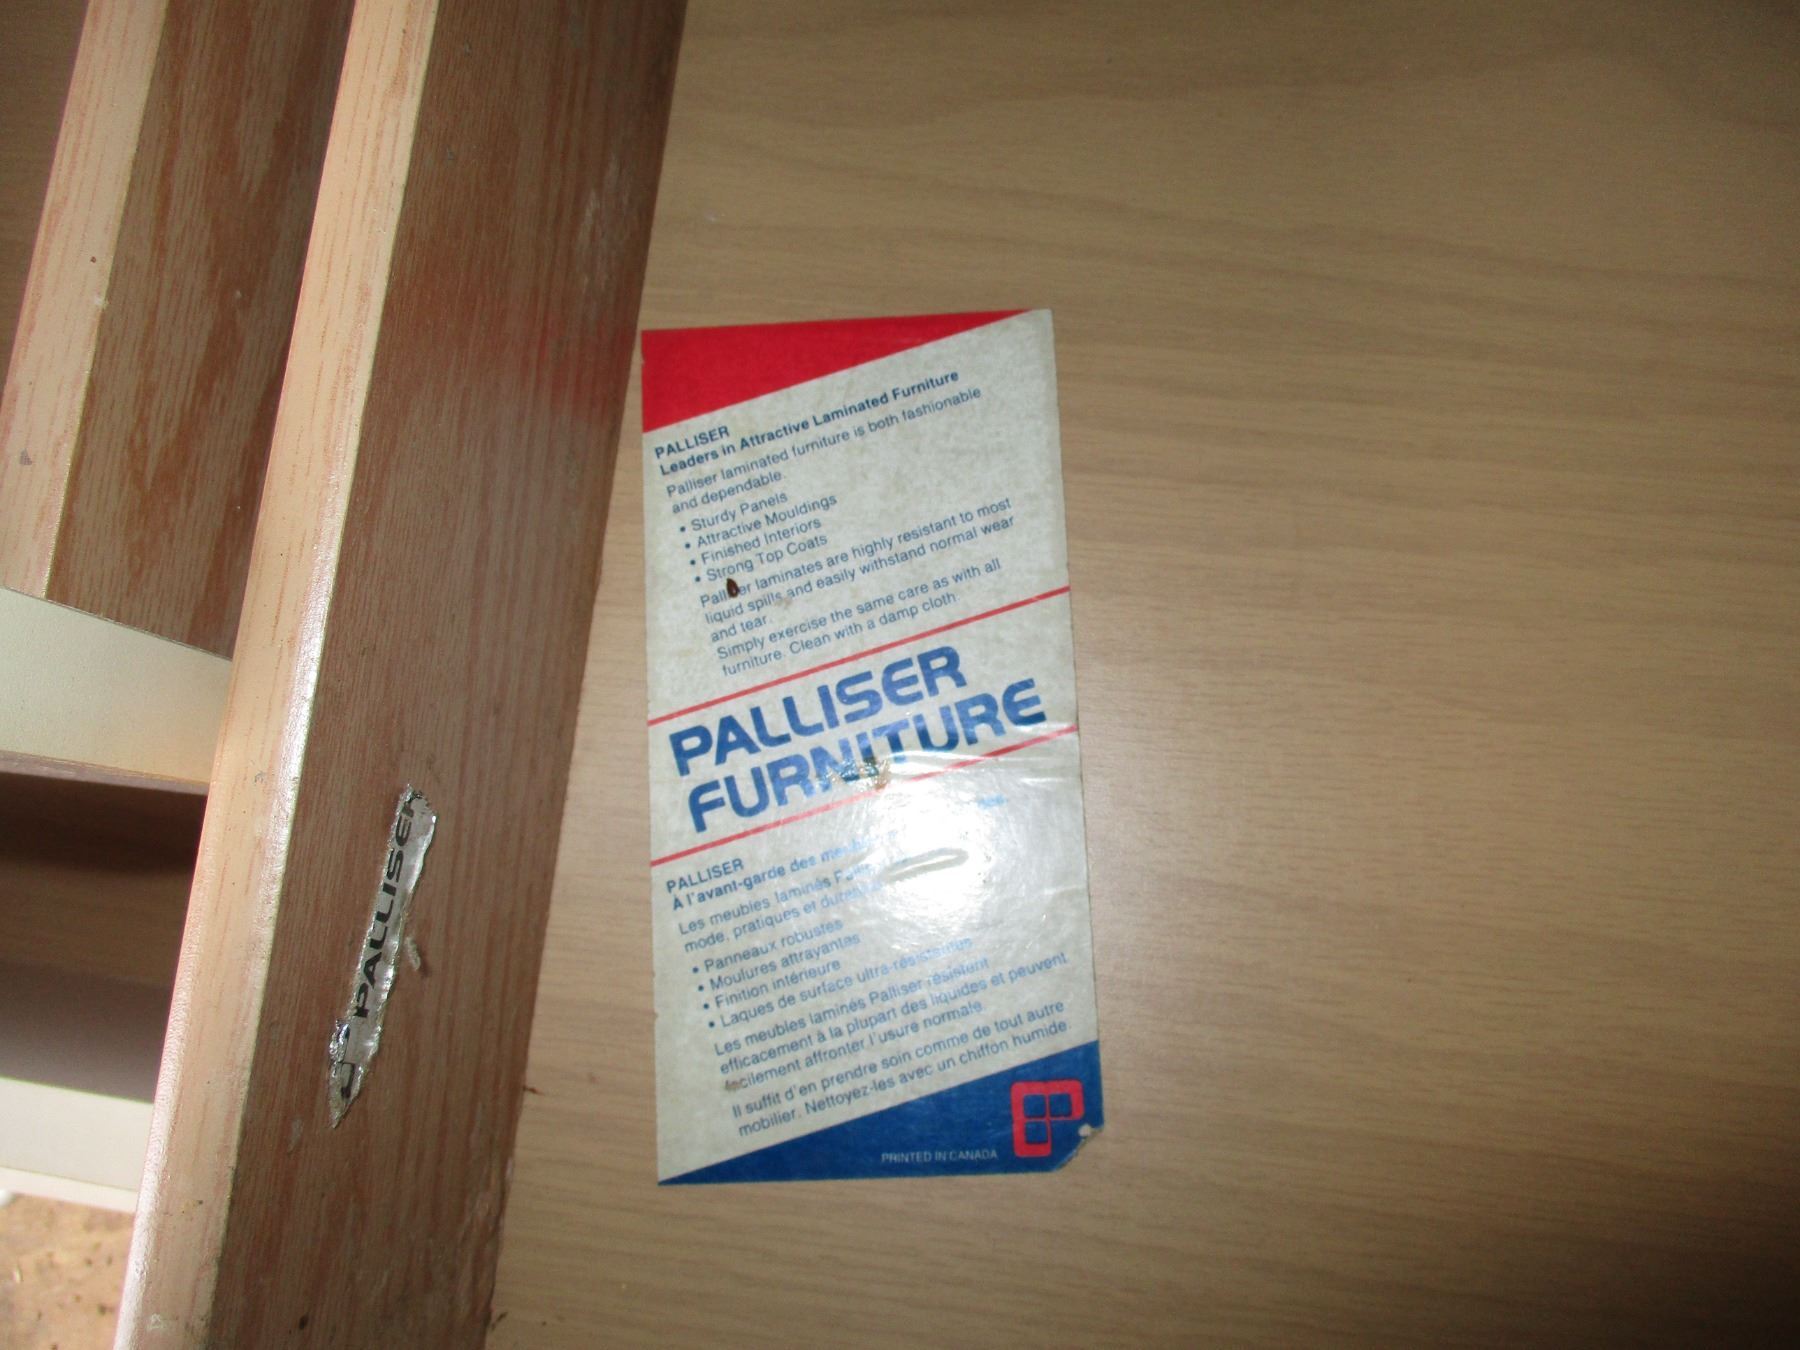 PALLISER
Leaders in Attractive Laminated Furniture
Palliser laminated furniture is both fashionable
and dependable.
• Sturdy Panels
• Attractive Mouldings
• Finished Interiors
• Strong Top Coats
Palliser laminates are highly resistant to most
liquid spills and easily withstand normal wear
and tear.
Simply exercise the same care as with all
furniture. Clean with a damp cloth.
PALLISER
FURNITURE
PALLISER
À l'avant-garde des
Les meubles laminés
mode, pratiques et
• Panneaux robustes
• Moulures attrayantes
• Finition intérieure
• Laques de surface ultra-résistantes
Les meubles laminés Palliser résistent
efficacement à la plupart des liquides et peuvent
facilement affronter l'usure normale.
Il suffit d'en prendre soin comme de tout autre
mobilier. Nettoyez-les avec un chiffon humide.
PRINTED IN CANADA
PALLISER